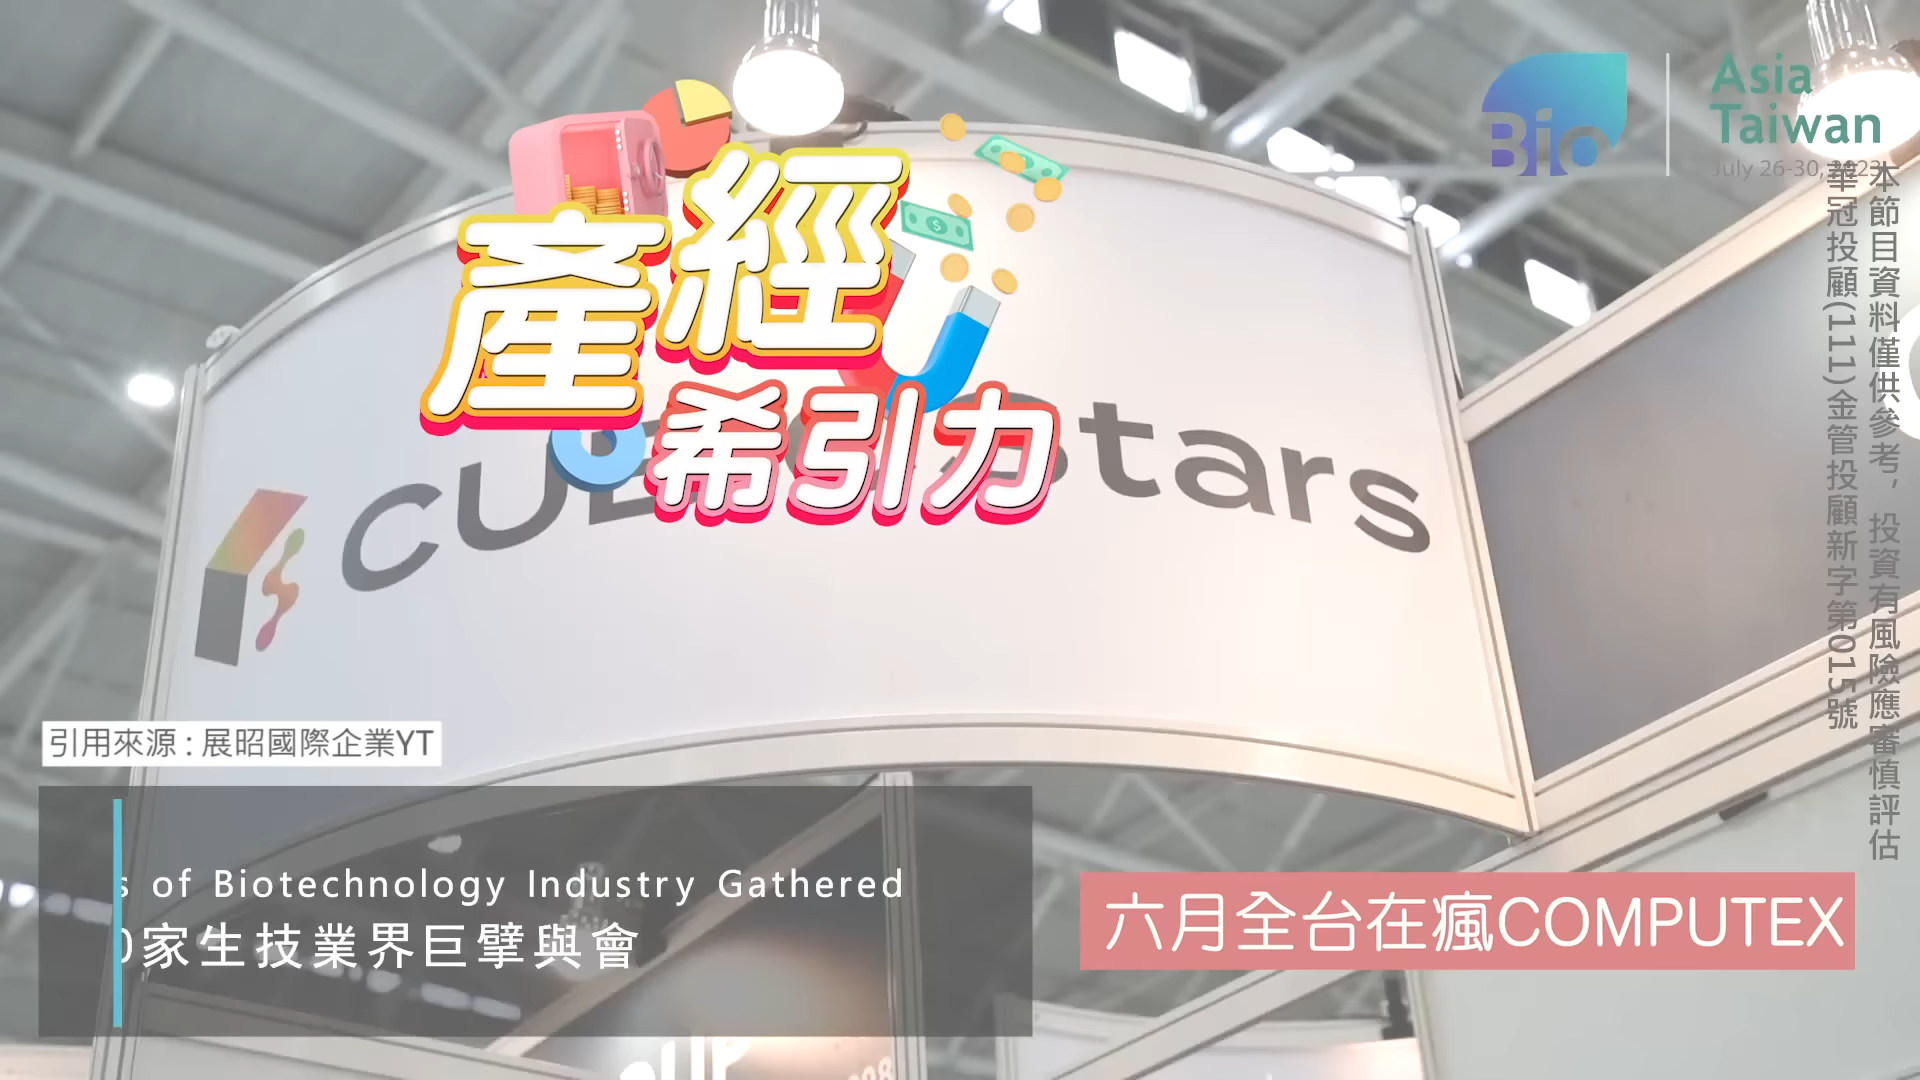 Bio
Asia
Taiwan
July 26-30, 2023
產經
希引力
stars
本節目資料僅供參考，投資有風險應審慎評估
華冠投顧(111)金管投顧新字第015號
引用來源：展昭國際企業YT
s of Biotechnology Industry Gathered
0家生技業界巨擘與會
六月全台在瘋COMPUTEX